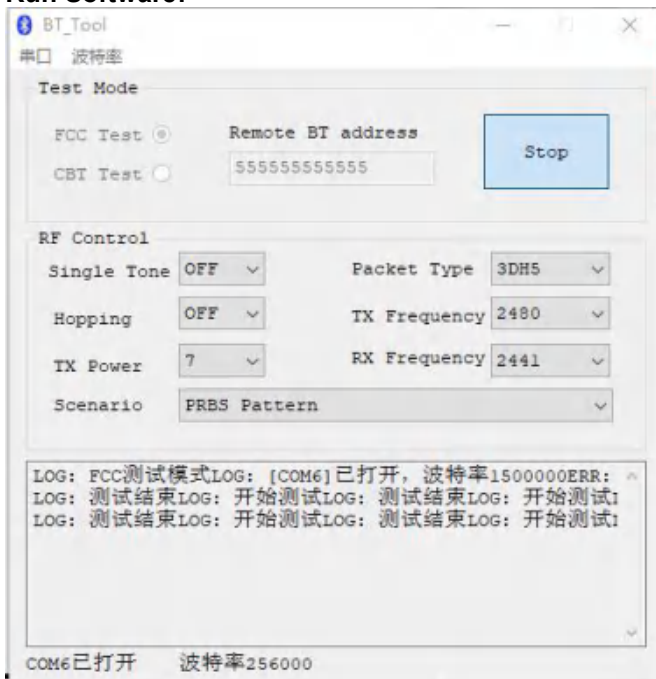 BT_Tool
串口 波特率
Test Mode
FCC Test Remote BT address
CBT Test 555555555555 Stop
RF Control
Single Tone OFF Packet Type 3DH5
Hopping OFF TX Frequency 2480
TX Power 7 RX Frequency 2441
Scenario PRBS Pattern
LOG: FCC测试模式LOG: [COM6]已打开, 波特率1500000ERR:
LOG: 测试结束LOG: 开始测试LOG: 测试结束LOG: 开始测试
LOG: 测试结束LOG: 开始测试LOG: 测试结束LOG: 开始测试
COM6已打开 波特率256000